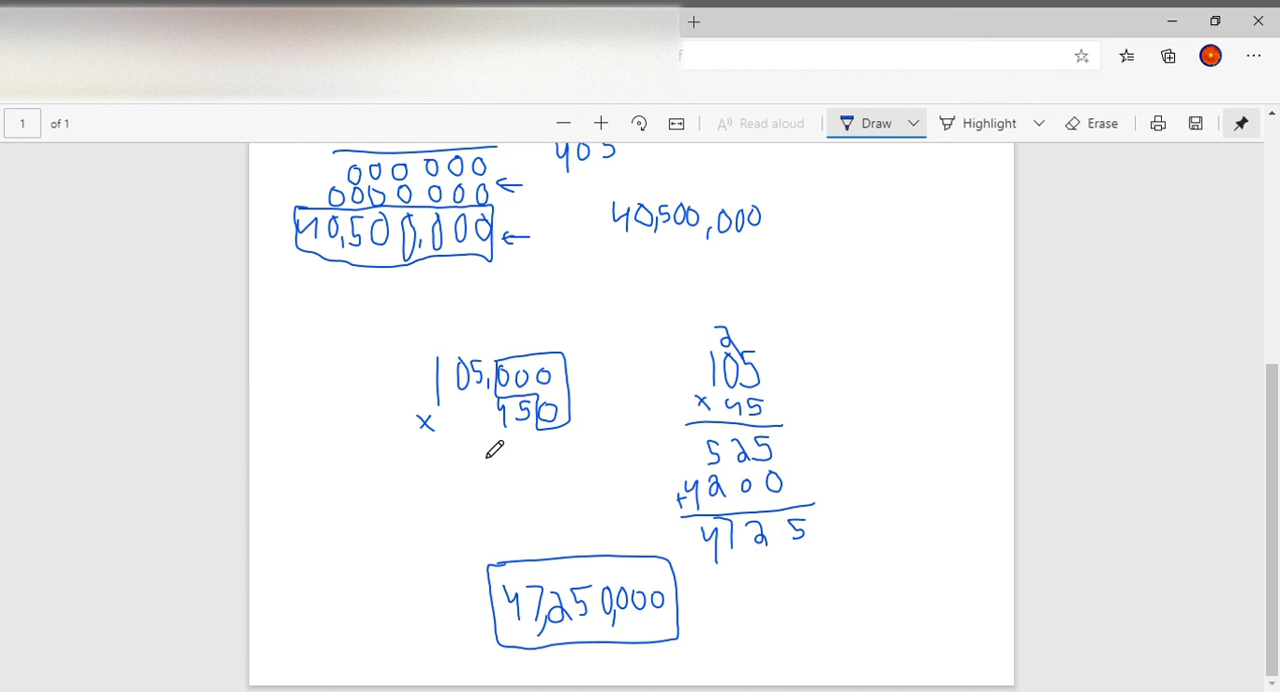 1 of 1
Read aloud
Draw
Highlight
Erase
405
000 000
0000 000
40,500,000
40,500,000
105,000
x 450
2
105
x 45
525
+4200
4725
47,250,000